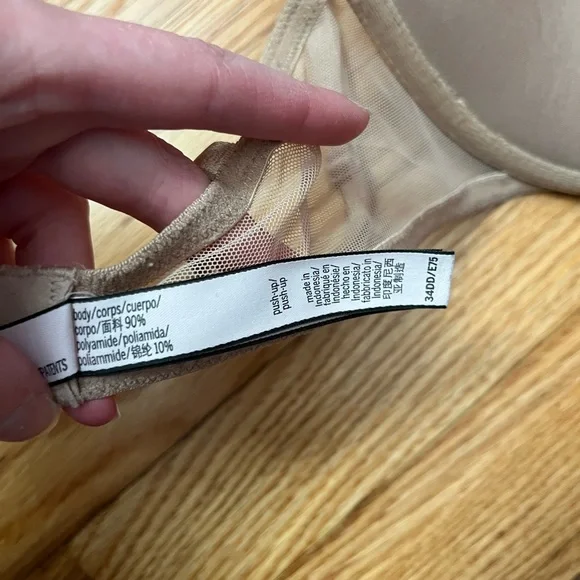 PATENTS
body/corps/cuerpo/
corpo/面料 90%
polyamide/poliamida/
poliammide/锦纶 10%
push-up/
push-up
made in
Indonesia/
fabriqué en
Indonésie/
hecho en
Indonesia/
fabbricato in
Indonesia/
印度尼西
亚制造
34DD/E75